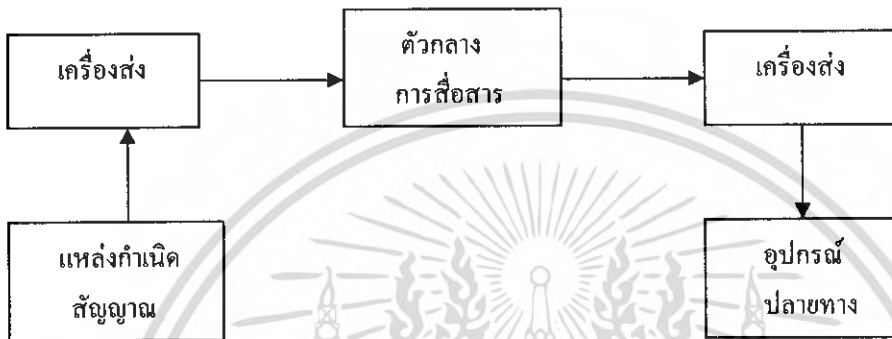 เครื่องส่ง
ตัวกลาง
การสื่อสาร
เครื่องส่ง
แหล่งกำเนิด
สัญญาณ
อุปกรณ์
ปลายทาง